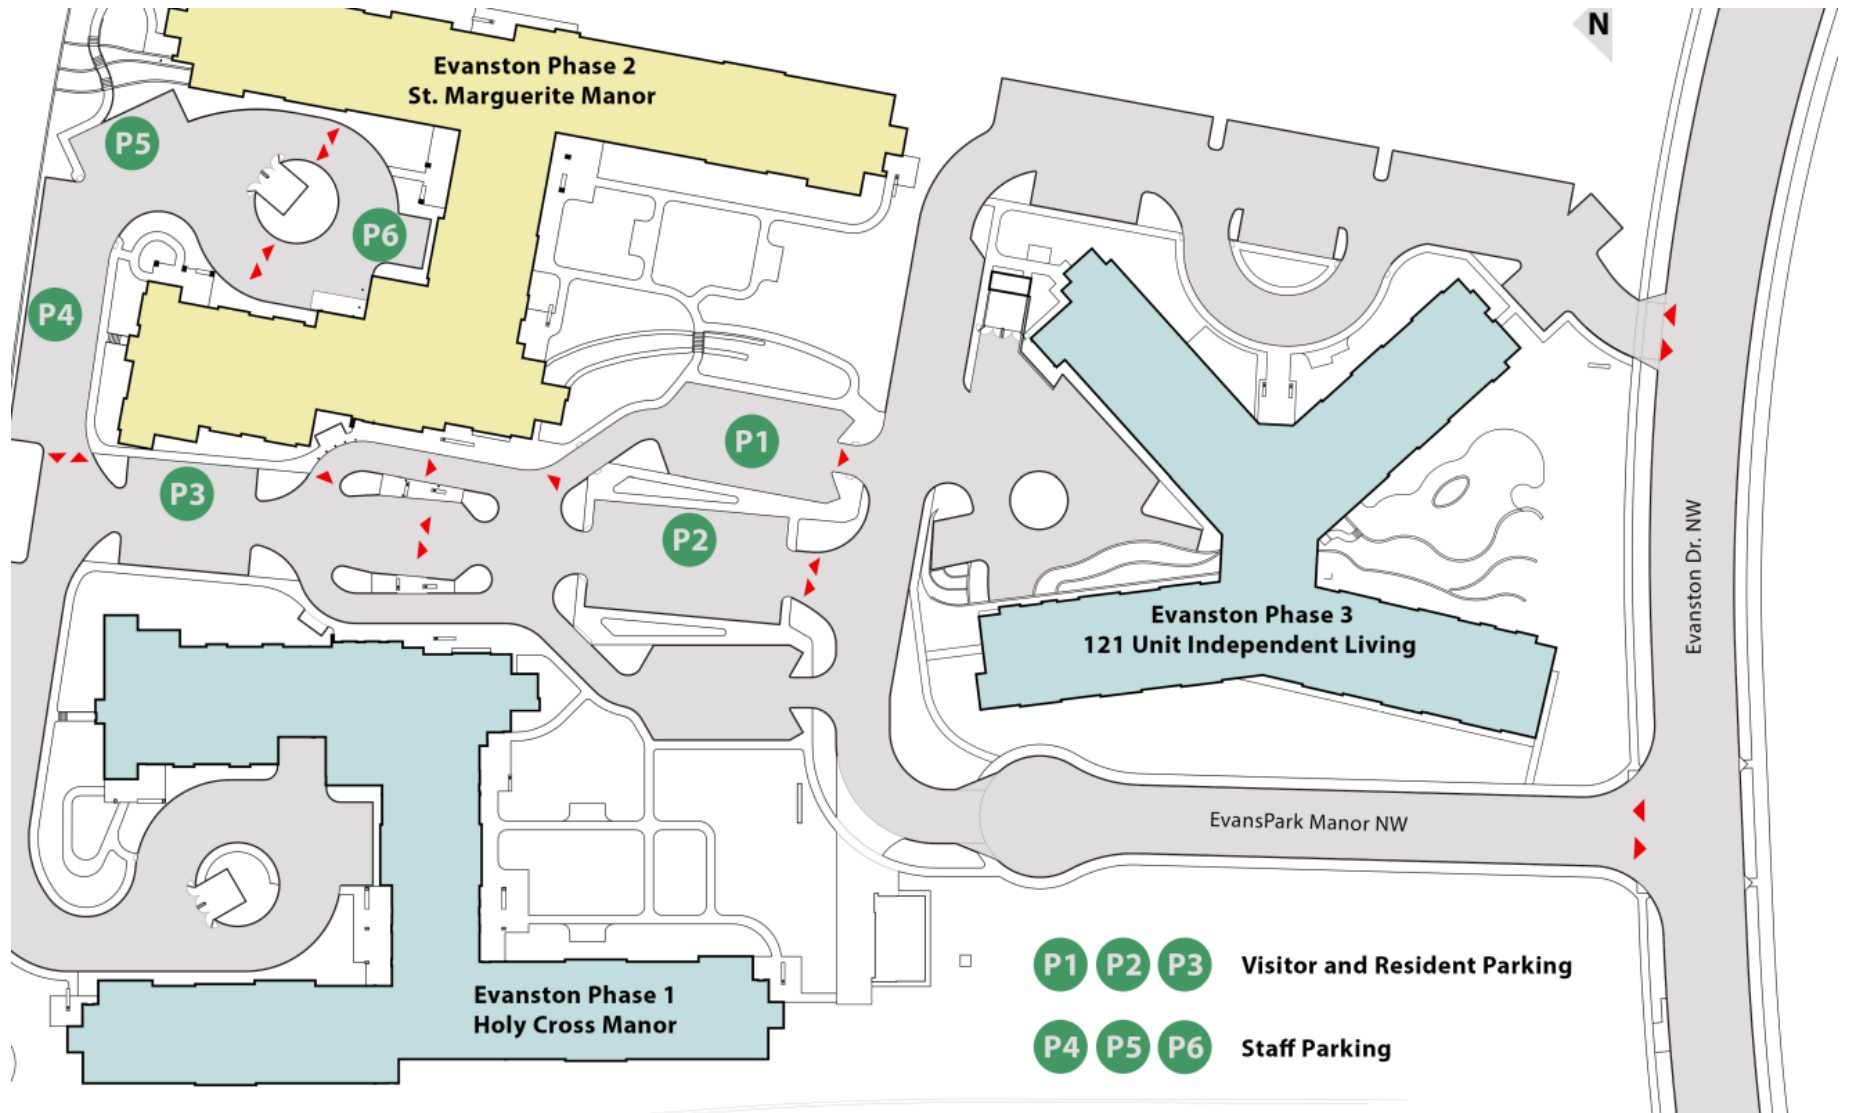 N
Evanston Phase 2
St. Marguerite Manor
P5
P6
P4
P1
P3
P2
Evanston Dr. NW
Evanston Phase 3
121 Unit Independent Living
EvansPark Manor NW
Evanston Phase 1
Holy Cross Manor
P1 P2 P3 Visitor and Resident Parking
P4 P5 P6 Staff Parking